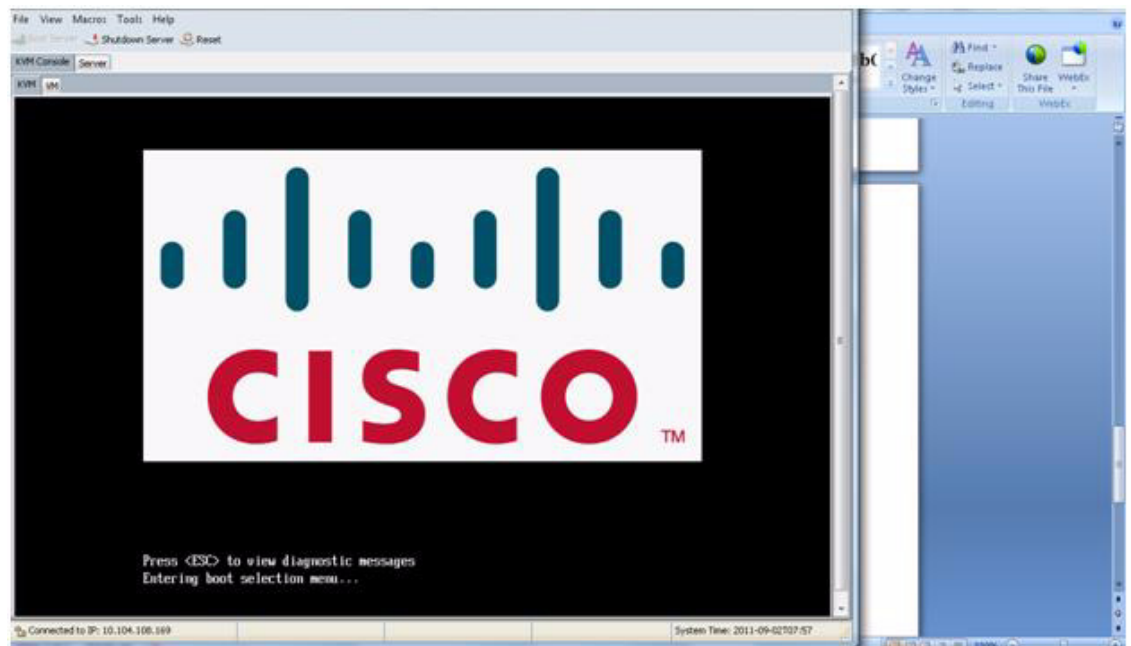 File View Macros Tools Help
Boot Server Shutdown Server Reset
KVM Console Server
KVM VM
CISCO
TM
Press <ESC> to view diagnostic messages
Entering boot selection menu...
Connected to IP: 10.104.108.169
System Time: 2011-09-02T07:57
Change Styles
Find
Replace
Select
Editing
Share This File
WebEx
WebEx